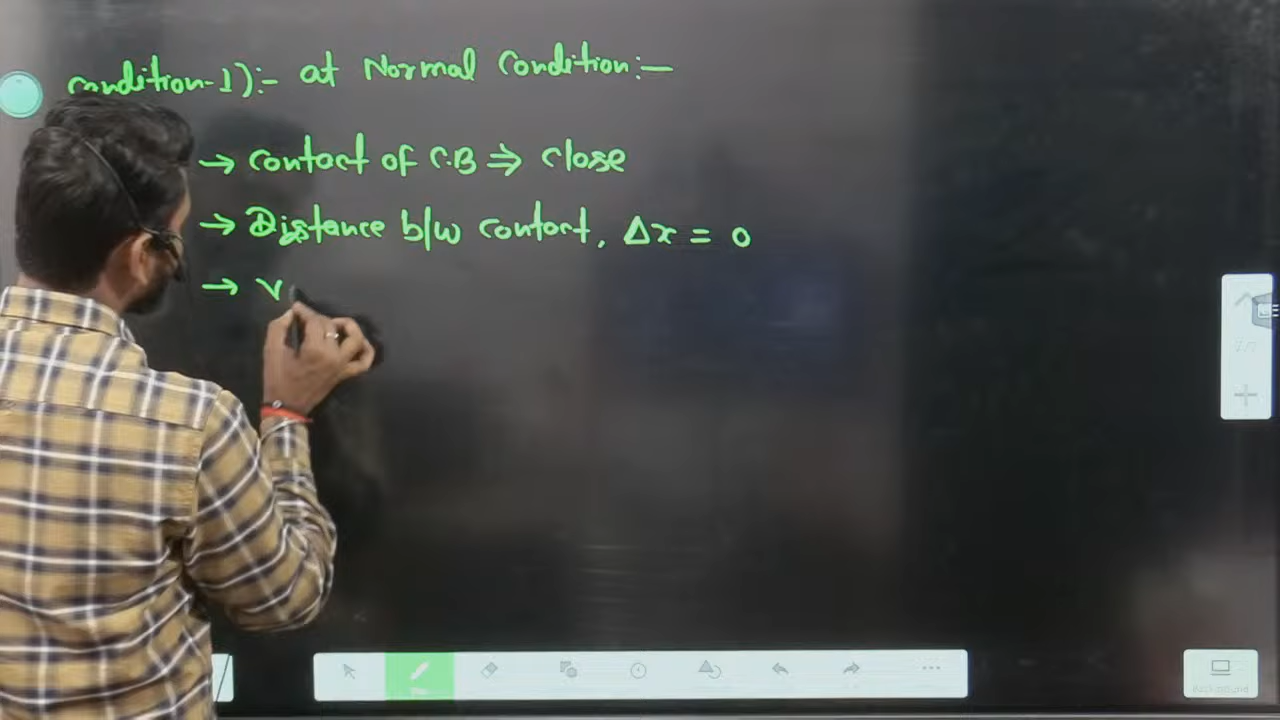 condition-1):- at Normal Condition:-
→ Contact of C.B ⇒ Close
→ Distance b/w contact, Δx = 0
→ V